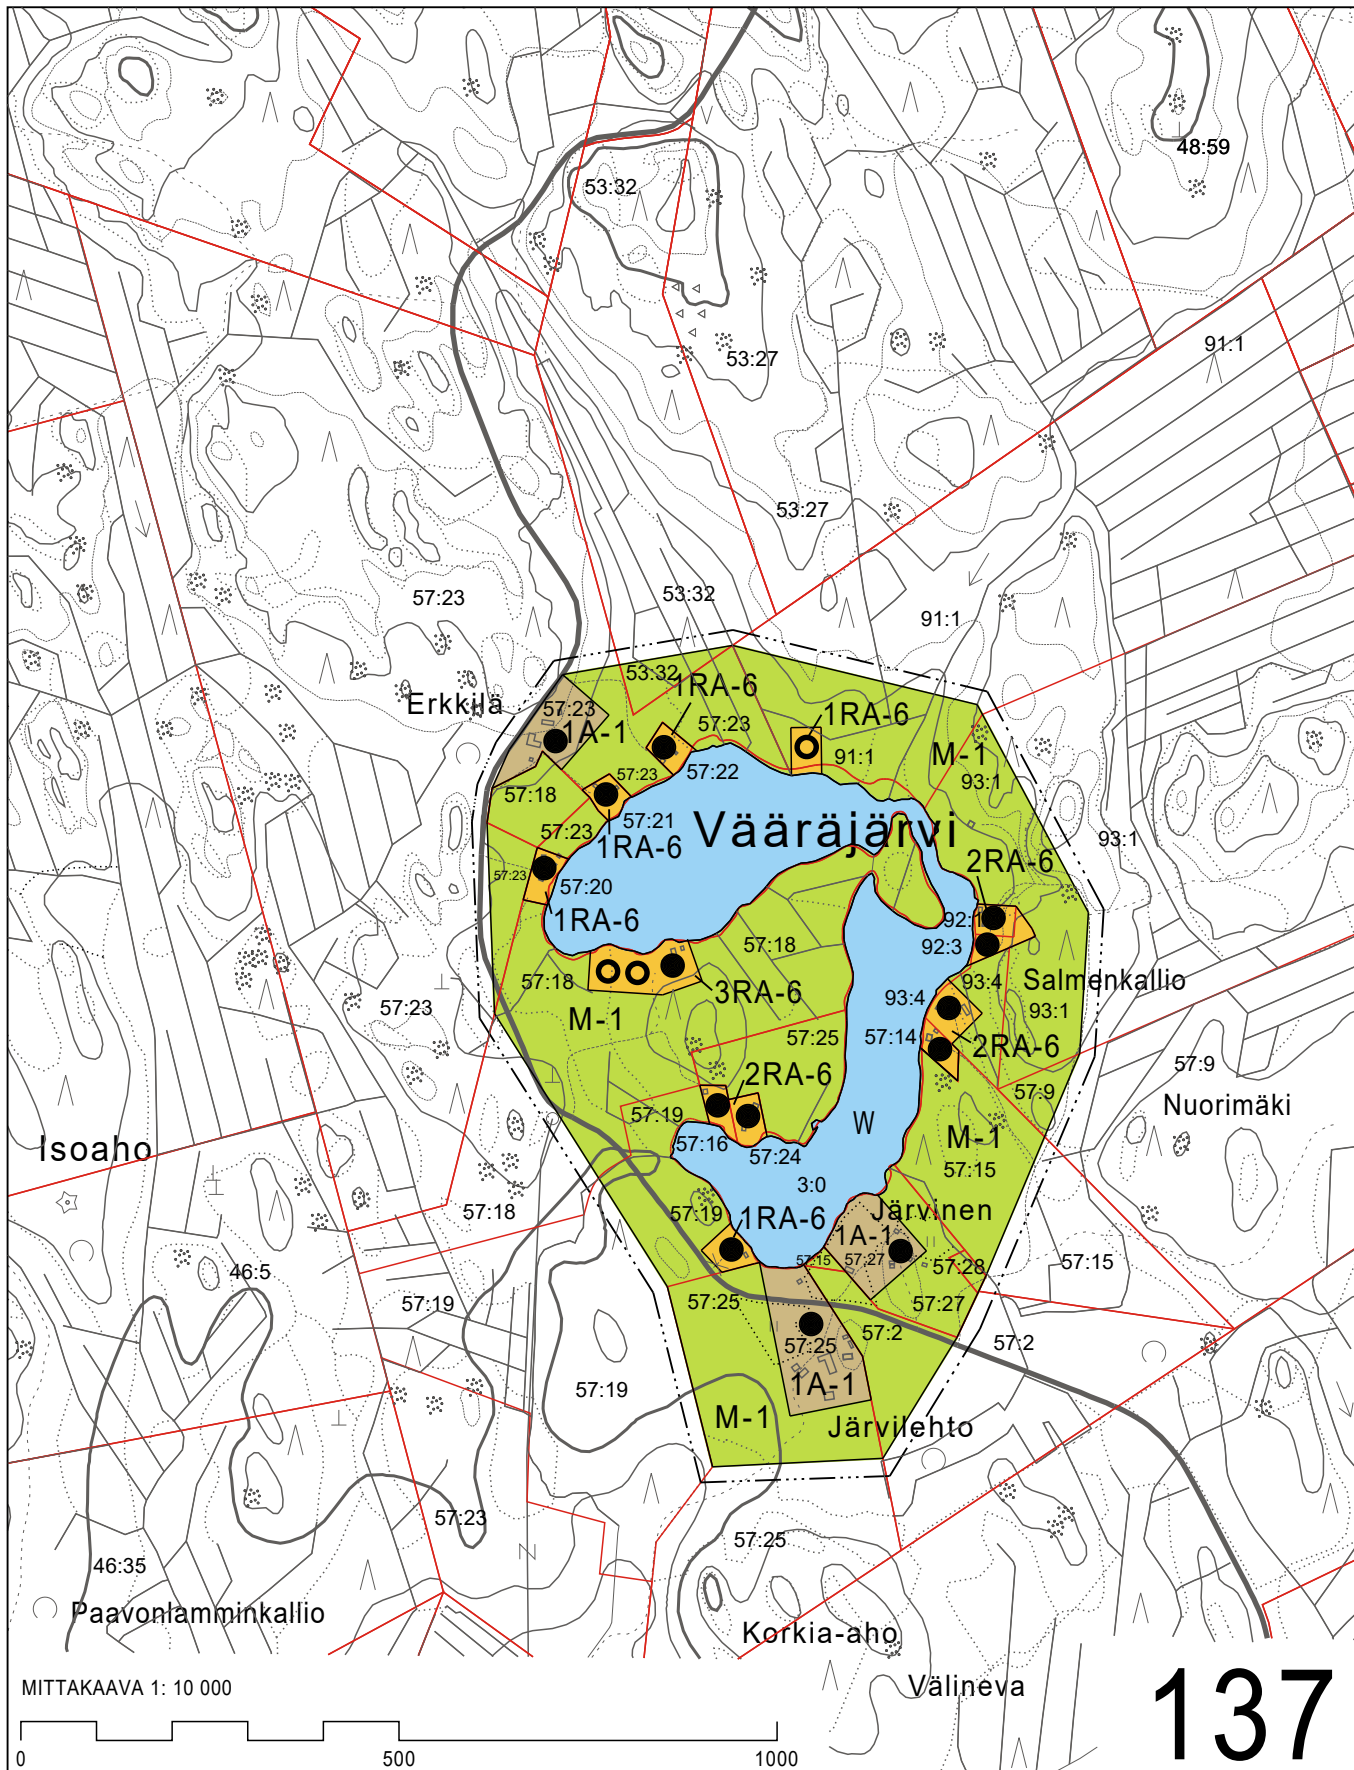 48:59
53:32
91:1
53:27
53:27
57:23
53:32
91:1
53:32
1RA-6
Erkkilä
57:23
1A-1
57:23
1RA-6
91:1
M-1
93:1
57:22
57:23
57:18
57:21
Vääräjärvi
57:23
1RA-6
93:1
2RA-6
57:23
57:20
1RA-6
92:1
92:3
57:18
57:18
3RA-6
93:4
Salmenkallio
93:4
93:1
57:23
M-1
57:25
57:14
2RA-6
57:9
2RA-6
57:9
Nuorimäki
57:19
W
M-1
Isoaho
57:16
57:24
57:15
3:0
57:18
57:19
1RA-6
Järvinen
1A-1
57:15
57:27
57:28
57:15
46:5
57:19
57:25
57:27
57:2
57:2
57:25
57:19
1A-1
M-1
Järvilehto
57:23
57:25
46:35
Paavonlamminkallio
Korkia-aho
Välineva
MITTAKAAVA 1: 10 000
137
0
500
1000